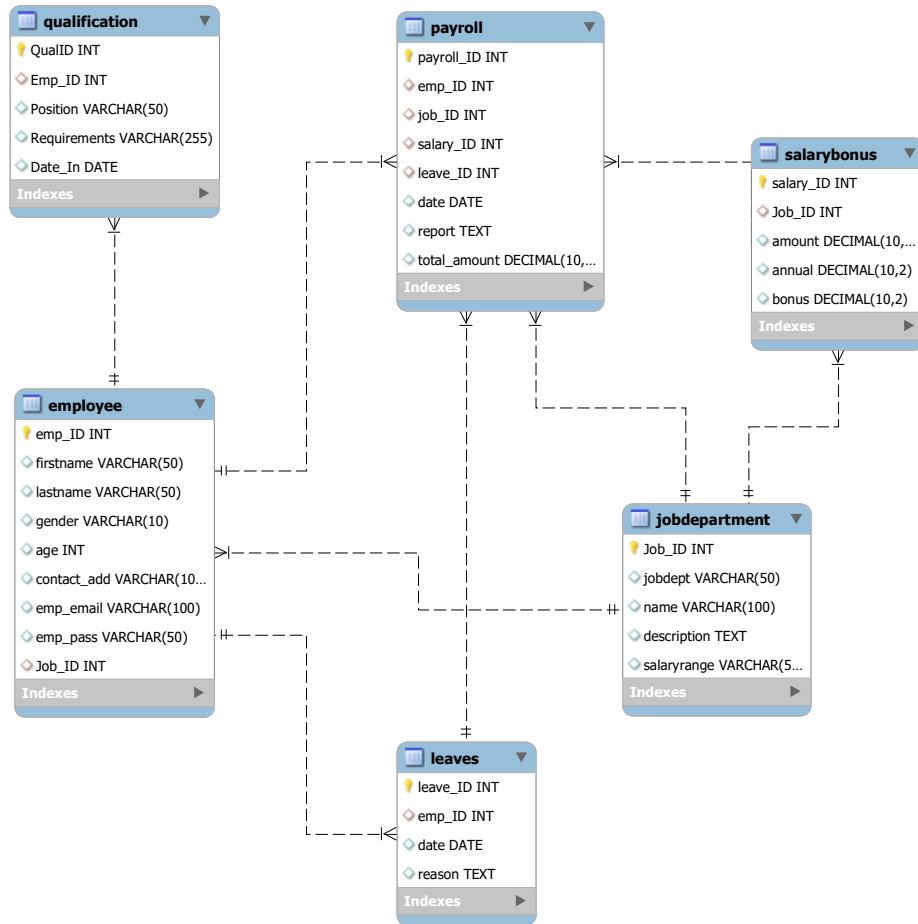 qualification
QualID INT
Emp_ID INT
Position VARCHAR(50)
Requirements VARCHAR(255)
Date_In DATE
Indexes
payroll
payroll_ID INT
emp_ID INT
job_ID INT
salary_ID INT
leave_ID INT
date DATE
report TEXT
total_amount DECIMAL(10,...
Indexes
salarybonus
salary_ID INT
Job_ID INT
amount DECIMAL(10,...
annual DECIMAL(10,2)
bonus DECIMAL(10,2)
Indexes
employee
emp_ID INT
firstname VARCHAR(50)
lastname VARCHAR(50)
gender VARCHAR(10)
age INT
contact_add VARCHAR(10...
emp_email VARCHAR(100)
emp_pass VARCHAR(50)
Job_ID INT
Indexes
jobdepartment
Job_ID INT
jobdept VARCHAR(50)
name VARCHAR(100)
description TEXT
salaryrange VARCHAR(5...
Indexes
leaves
leave_ID INT
emp_ID INT
date DATE
reason TEXT
Indexes